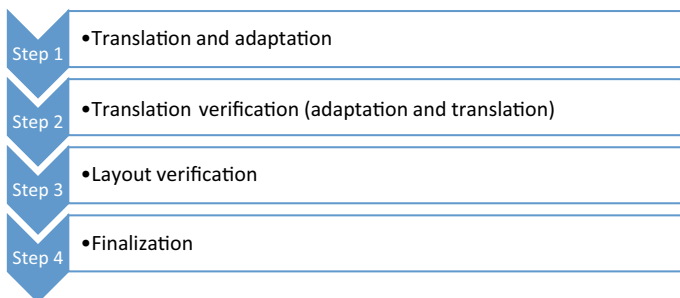 Step 1
•Translation and adaptation
Step 2
•Translation verification (adaptation and translation)
Step 3
•Layout verification
Step 4
•Finalization